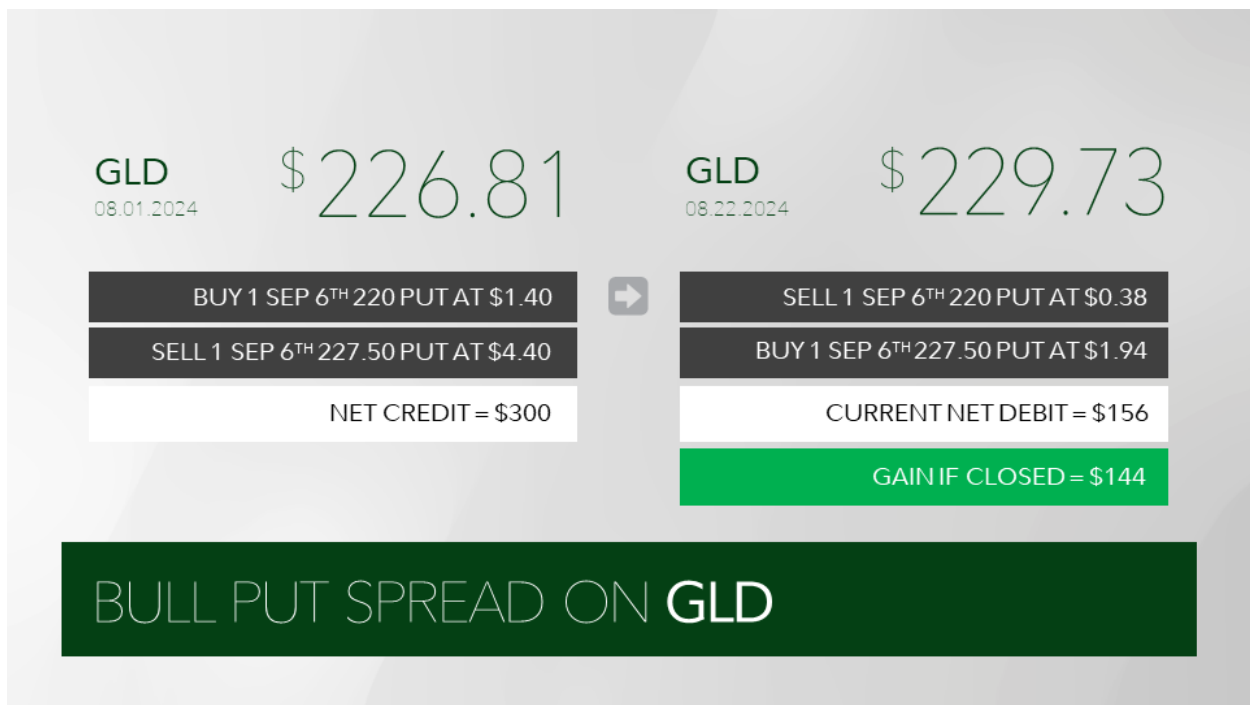 GLD
08.01.2024
$226.81
BUY 1 SEP 6TH 220 PUT AT $1.40
SELL 1 SEP 6TH 227.50 PUT AT $4.40
NET CREDIT = $300
GLD
08.22.2024
$229.73
SELL 1 SEP 6TH 220 PUT AT $0.38
BUY 1 SEP 6TH 227.50 PUT AT $1.94
CURRENT NET DEBIT = $156
GAIN IF CLOSED = $144
BULL PUT SPREAD ON GLD